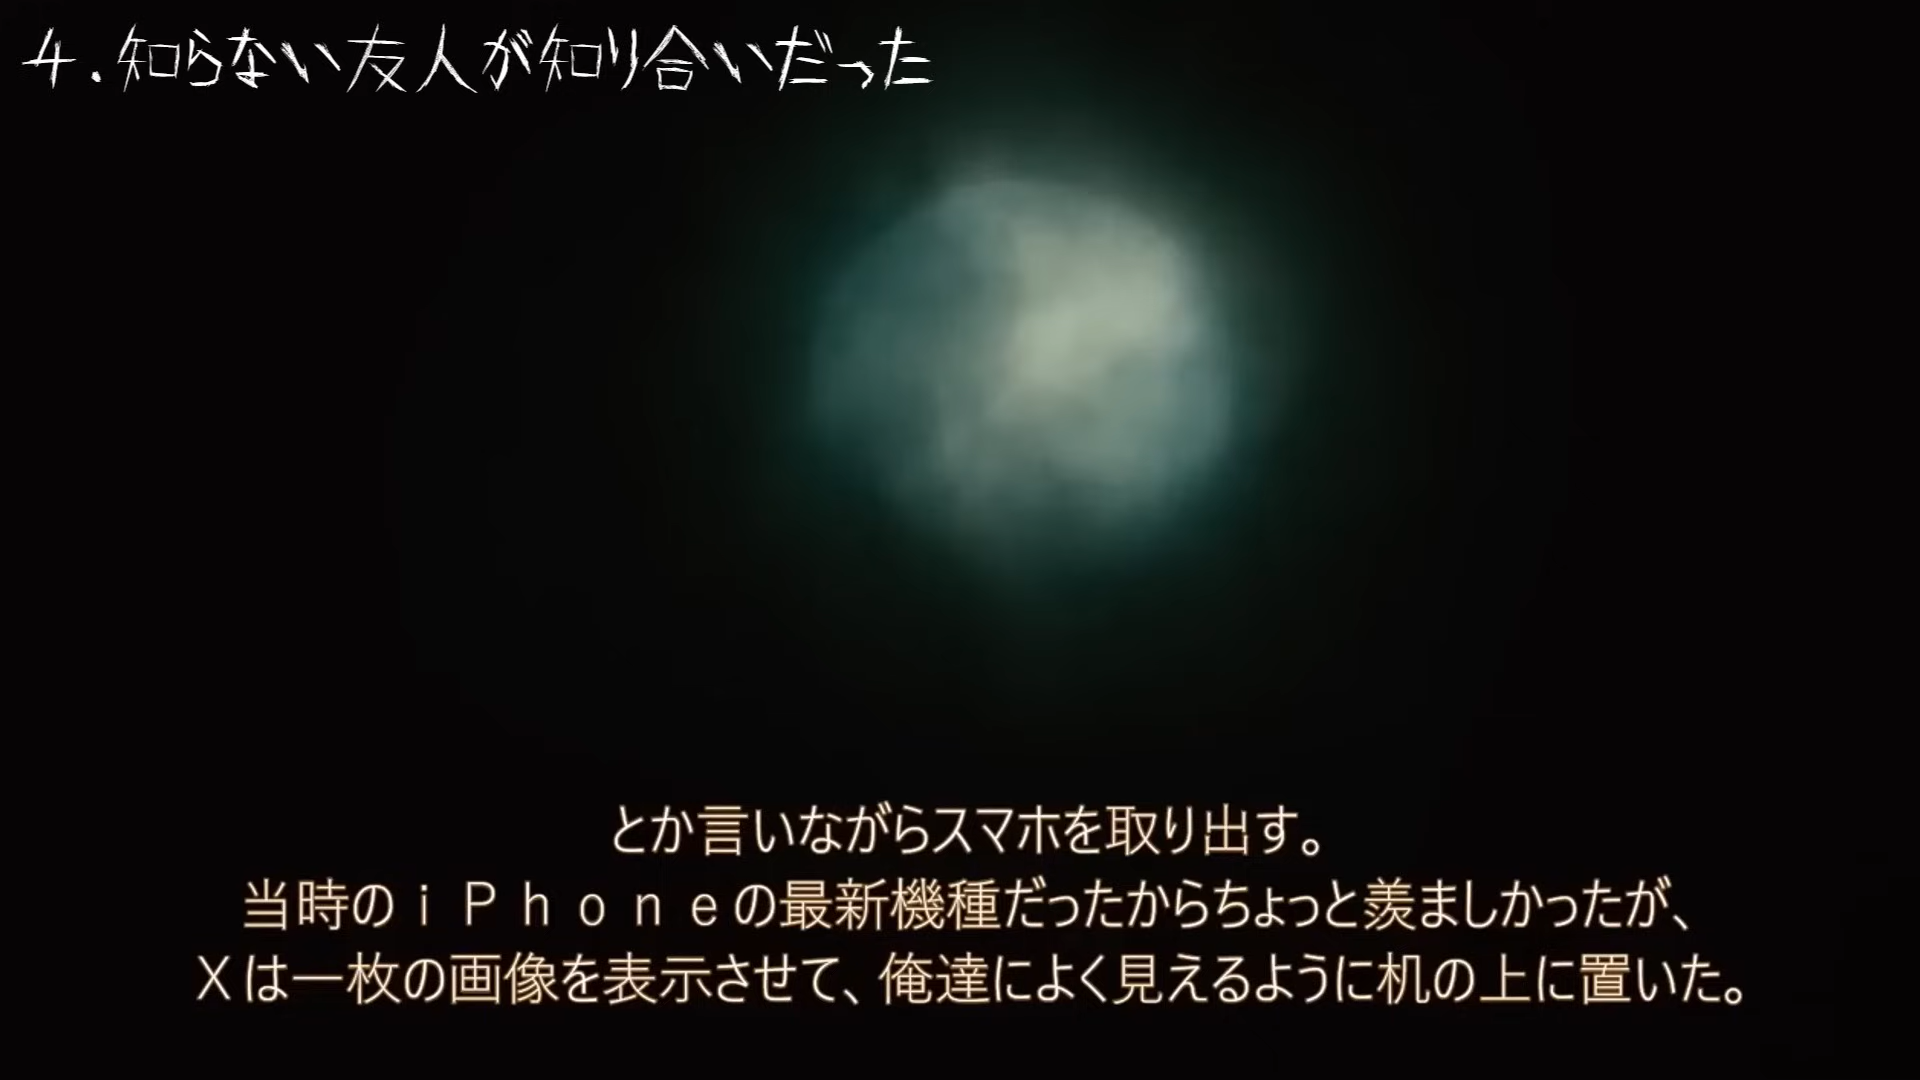 4.知らない友人が知り合いだった
とか言いながらスマホを取り出す。
当時のiPhoneの最新機種だったからちょっと羨ましかったが、
Xは一枚の画像を表示させて、俺達によく見えるように机の上に置いた。